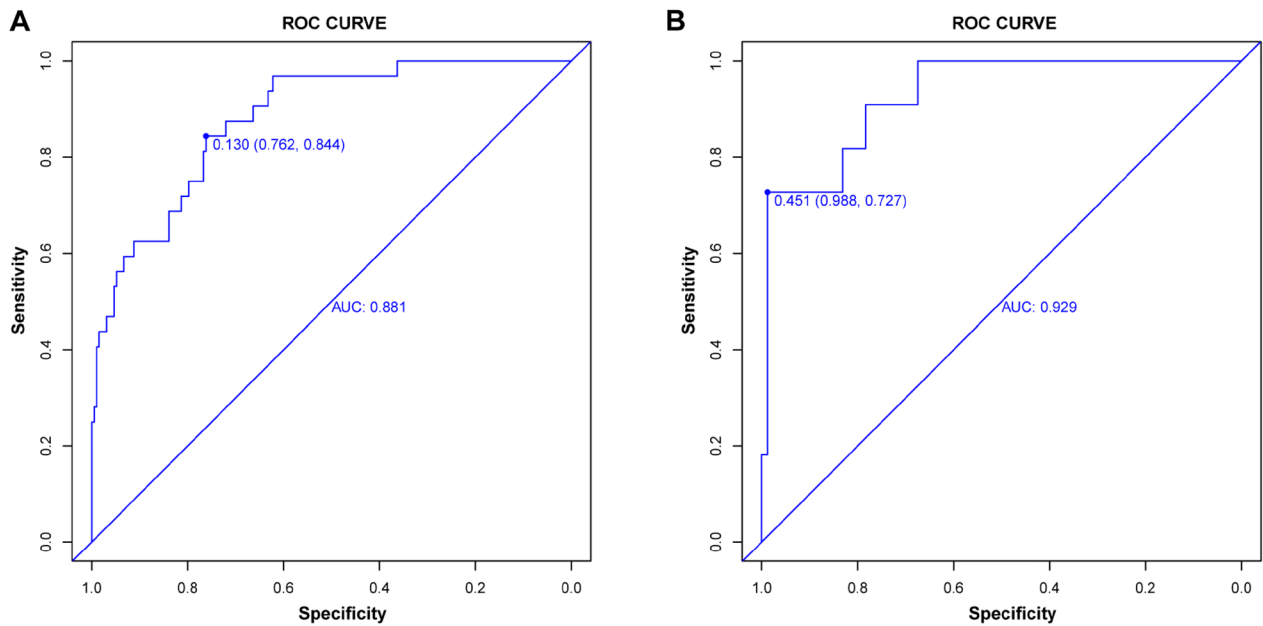 A
ROC CURVE
Sensitivity
1.0
0.8
0.6
0.4
0.2
0.0
0.130 (0.762, 0.844)
AUC: 0.881
1.0 0.8 0.6 0.4 0.2 0.0
Specificity
B
ROC CURVE
Sensitivity
1.0
0.8
0.6
0.4
0.2
0.0
0.451 (0.988, 0.727)
AUC: 0.929
1.0 0.8 0.6 0.4 0.2 0.0
Specificity